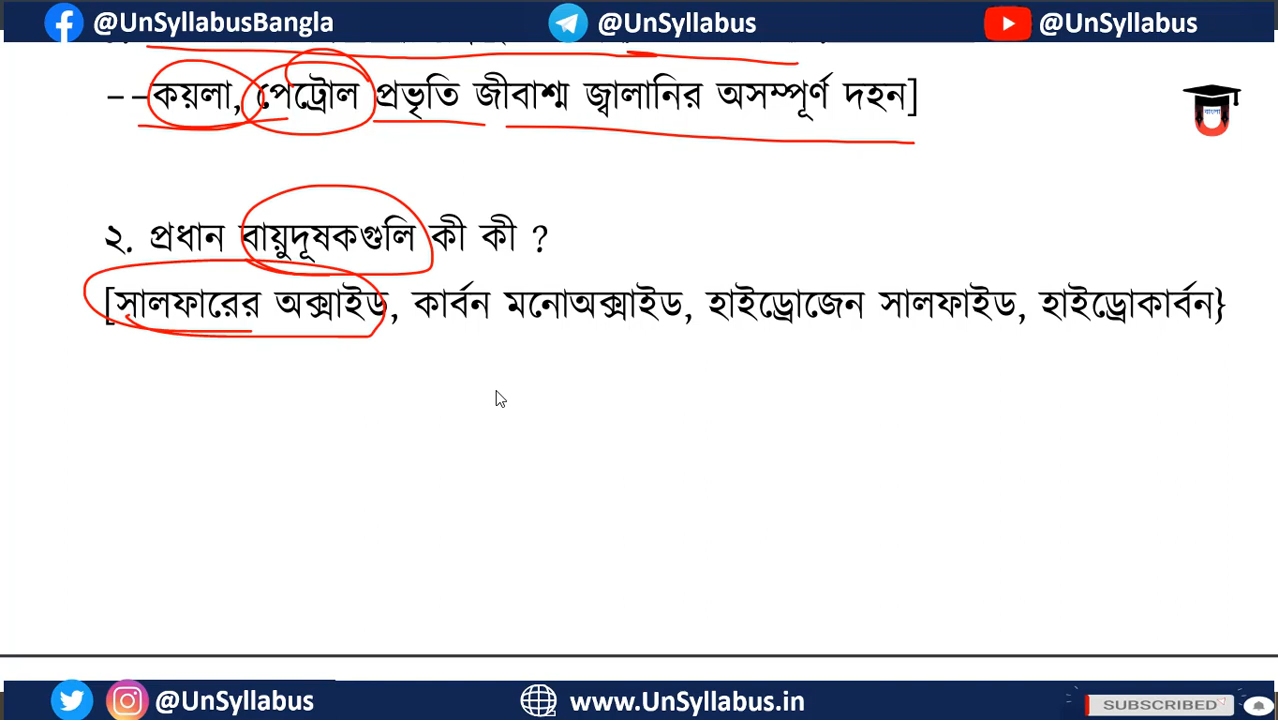 @UnSyllabusBangla @UnSyllabus @UnSyllabus
--কয়লা, পেট্রোল প্রভৃতি জীবাশ্ম জ্বালানির অসম্পূর্ণ দহন]
বাংলা
২. প্রধান বায়ুদূষকগুলি কী কী ?
[সালফারের অক্সাইড, কার্বন মনোঅক্সাইড, হাইড্রোজেন সালফাইড, হাইড্রোকার্বন}
@UnSyllabus www.UnSyllabus.in SUBSCRIBED